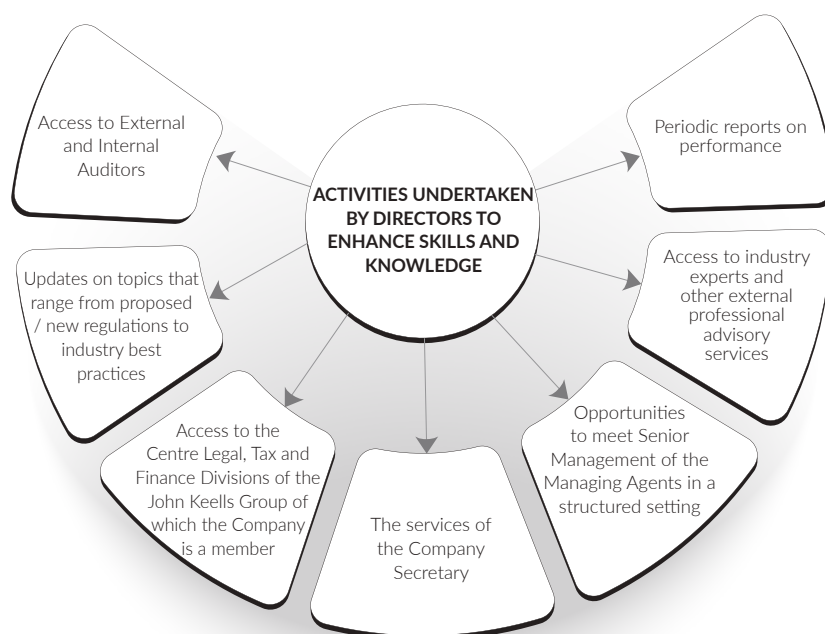 ACTIVITIES UNDERTAKEN
BY DIRECTORS TO
ENHANCE SKILLS AND
KNOWLEDGE
Access to External
and Internal
Auditors
Updates on topics that
range from proposed
/ new regulations to
industry best
practices
Access to the
Centre Legal, Tax and
Finance Divisions of the
John Keells Group of
which the Company
is a member
The services of
the Company
Secretary
Opportunities
to meet Senior
Management of the
Managing Agents in a
structured setting
Access to industry
experts and
other external
professional
advisory
services
Periodic reports on
performance